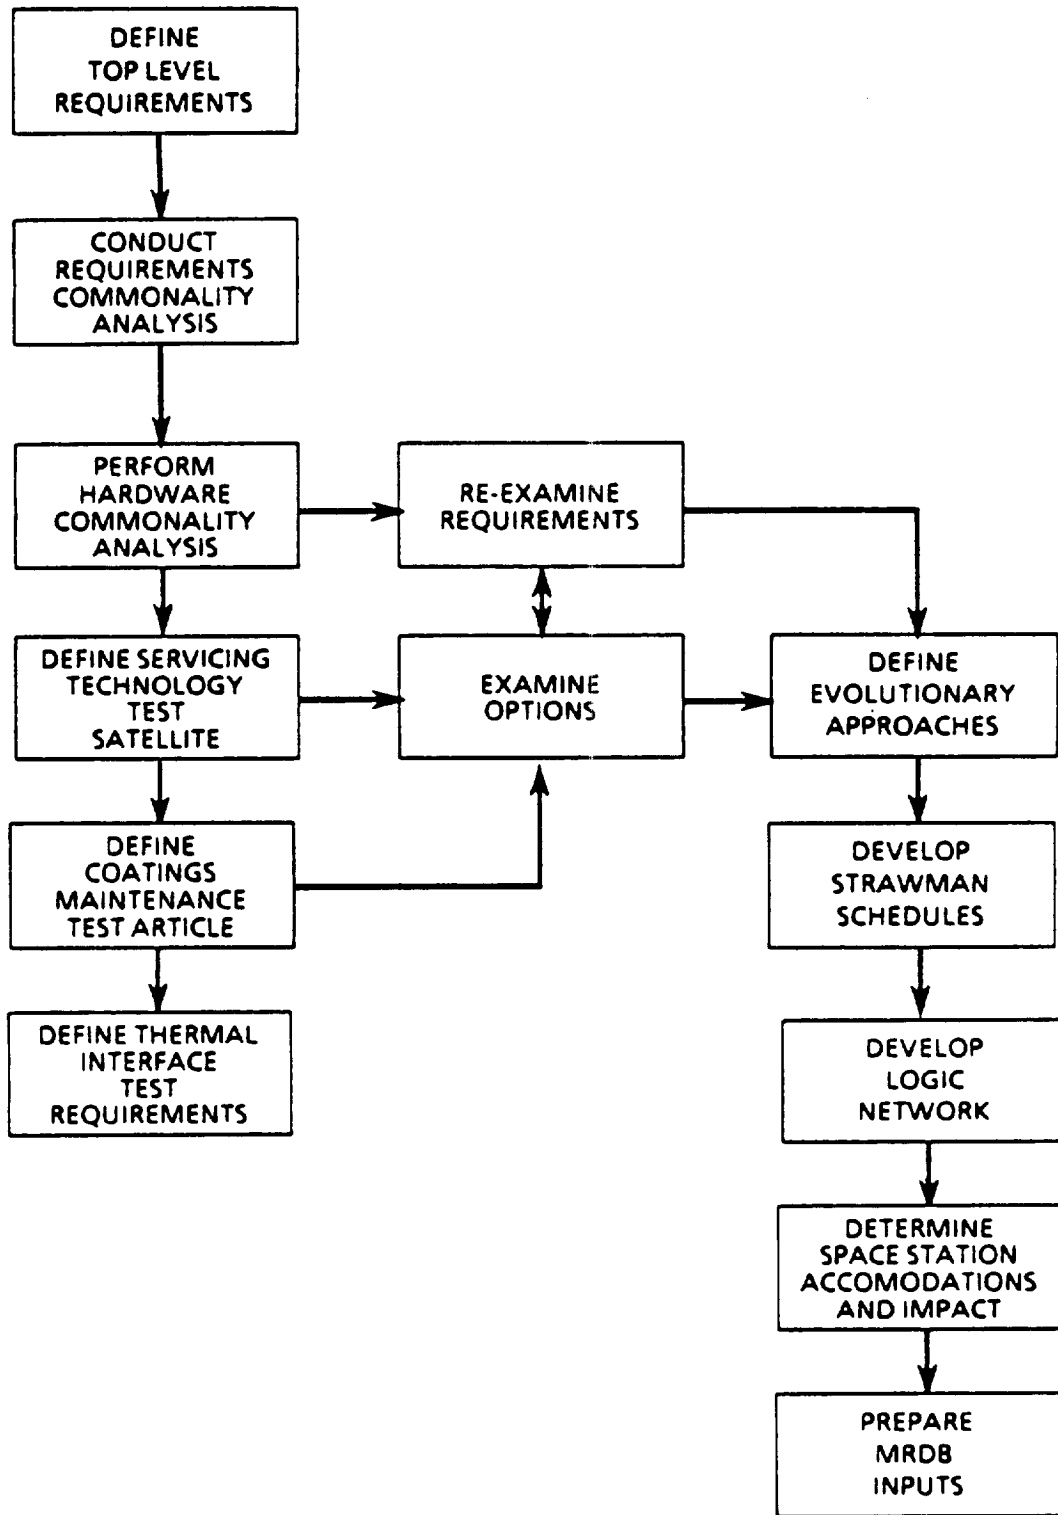 DEFINE
TOP LEVEL
REQUIREMENTS
CONDUCT
REQUIREMENTS
COMMONALITY
ANALYSIS
PERFORM
HARDWARE
COMMONALITY
ANALYSIS
RE-EXAMINE
REQUIREMENTS
DEFINE SERVICING
TECHNOLOGY
TEST
SATELLITE
EXAMINE
OPTIONS
DEFINE
EVOLUTIONARY
APPROACHES
DEFINE
COATINGS
MAINTENANCE
TEST ARTICLE
DEVELOP
STRAWMAN
SCHEDULES
DEFINE THERMAL
INTERFACE
TEST
REQUIREMENTS
DEVELOP
LOGIC
NETWORK
DETERMINE
SPACE STATION
ACCOMODATIONS
AND IMPACT
PREPARE
MRDB
INPUTS